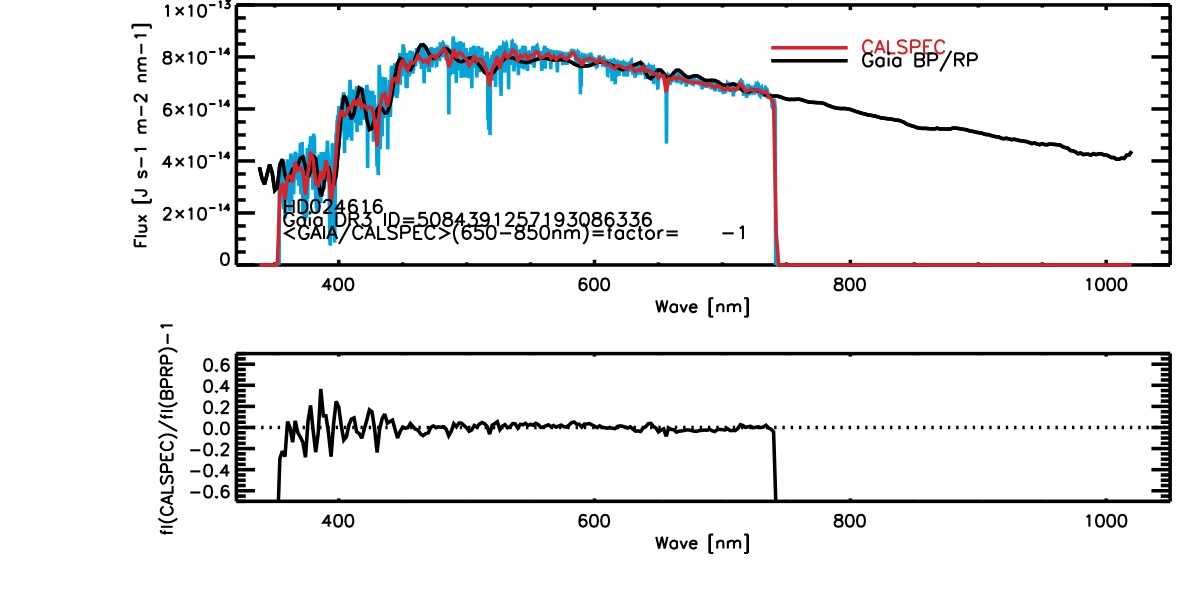 1×10−13
8×10−14
6×10−14
4×10−14
2×10−14
0
Flux [J s−1 m−2 nm−1]
CALSPEC
Gaia BP/RP
HD024616
Gaia DR3 ID=5084391257193086336
<GAIA/CALSPEC>(650−850nm)=factor= −1
400 600 800 1000
Wave [nm]
fl(CALSPEC)/fl(BPRP)−1
0.6
0.4
0.2
0.0
−0.2
−0.4
−0.6
400 600 800 1000
Wave [nm]